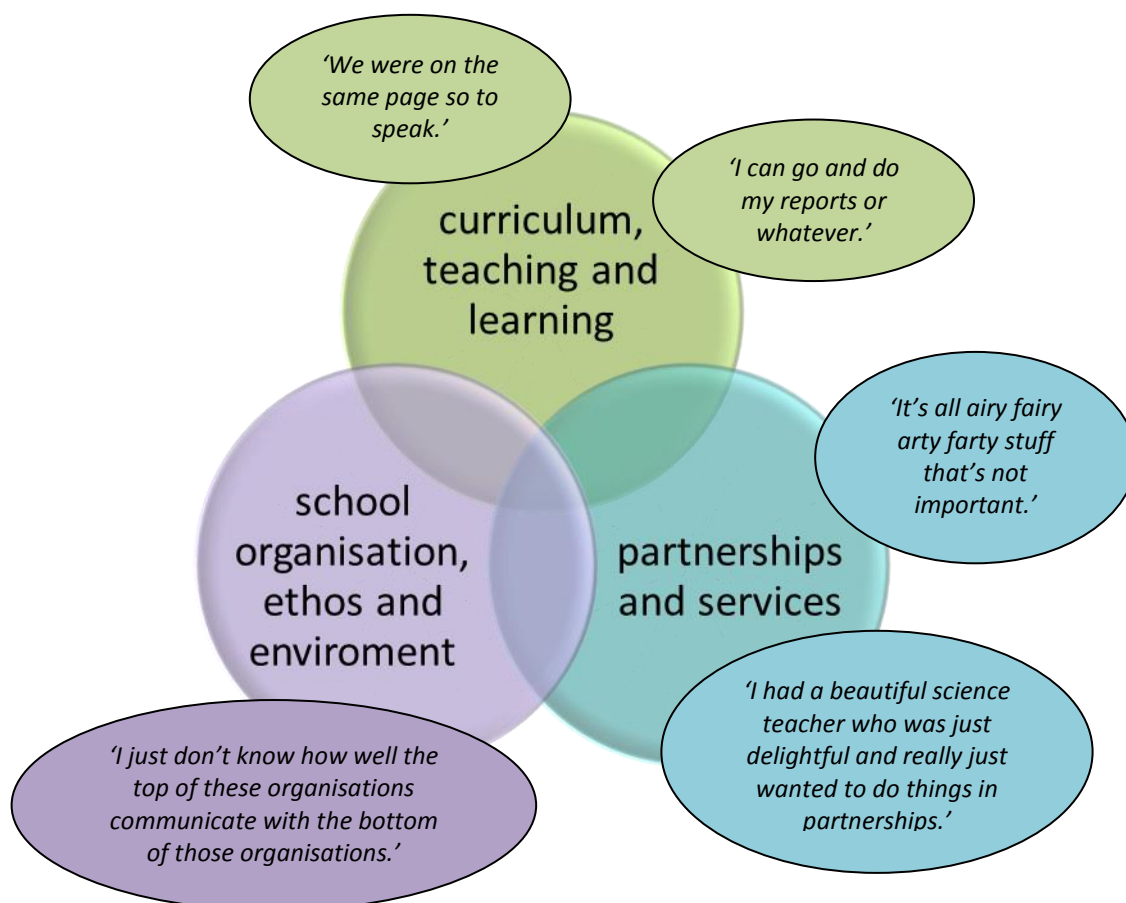 ‘We were on the
same page so to
speak.’
‘I can go and do
my reports or
whatever.’
curriculum,
teaching and
learning
‘It’s all airy fairy
arty farty stuff
that’s not
important.’
school
organisation,
ethos and
enviroment
partnerships
and services
‘I had a beautiful science
teacher who was just
delightful and really just
wanted to do things in
partnerships.’
‘I just don’t know how well the
top of these organisations
communicate with the bottom
of those organisations.’